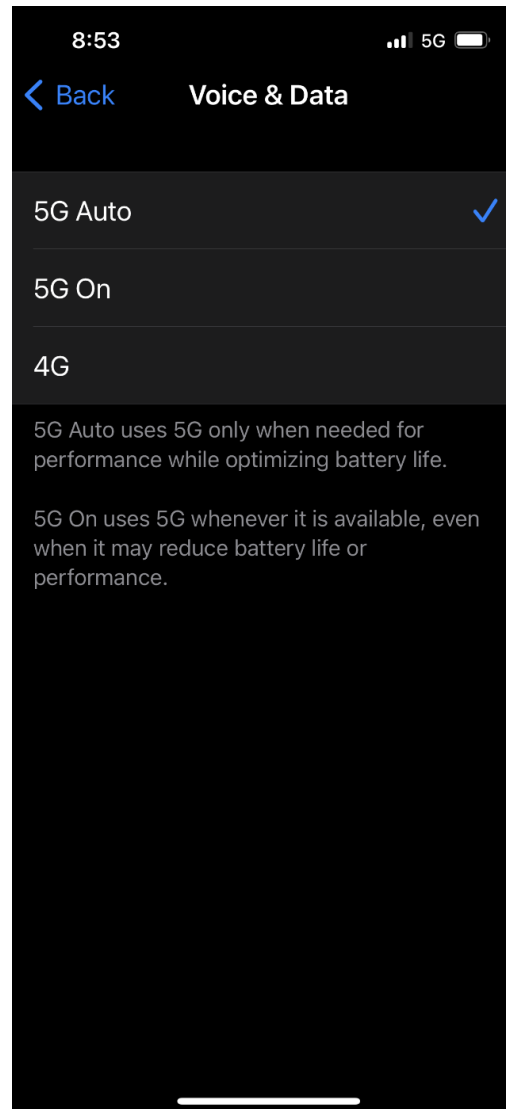 8:53 5G
Back Voice & Data
5G Auto
5G On
4G
5G Auto uses 5G only when needed for
performance while optimizing battery life.
5G On uses 5G whenever it is available, even
when it may reduce battery life or
performance.